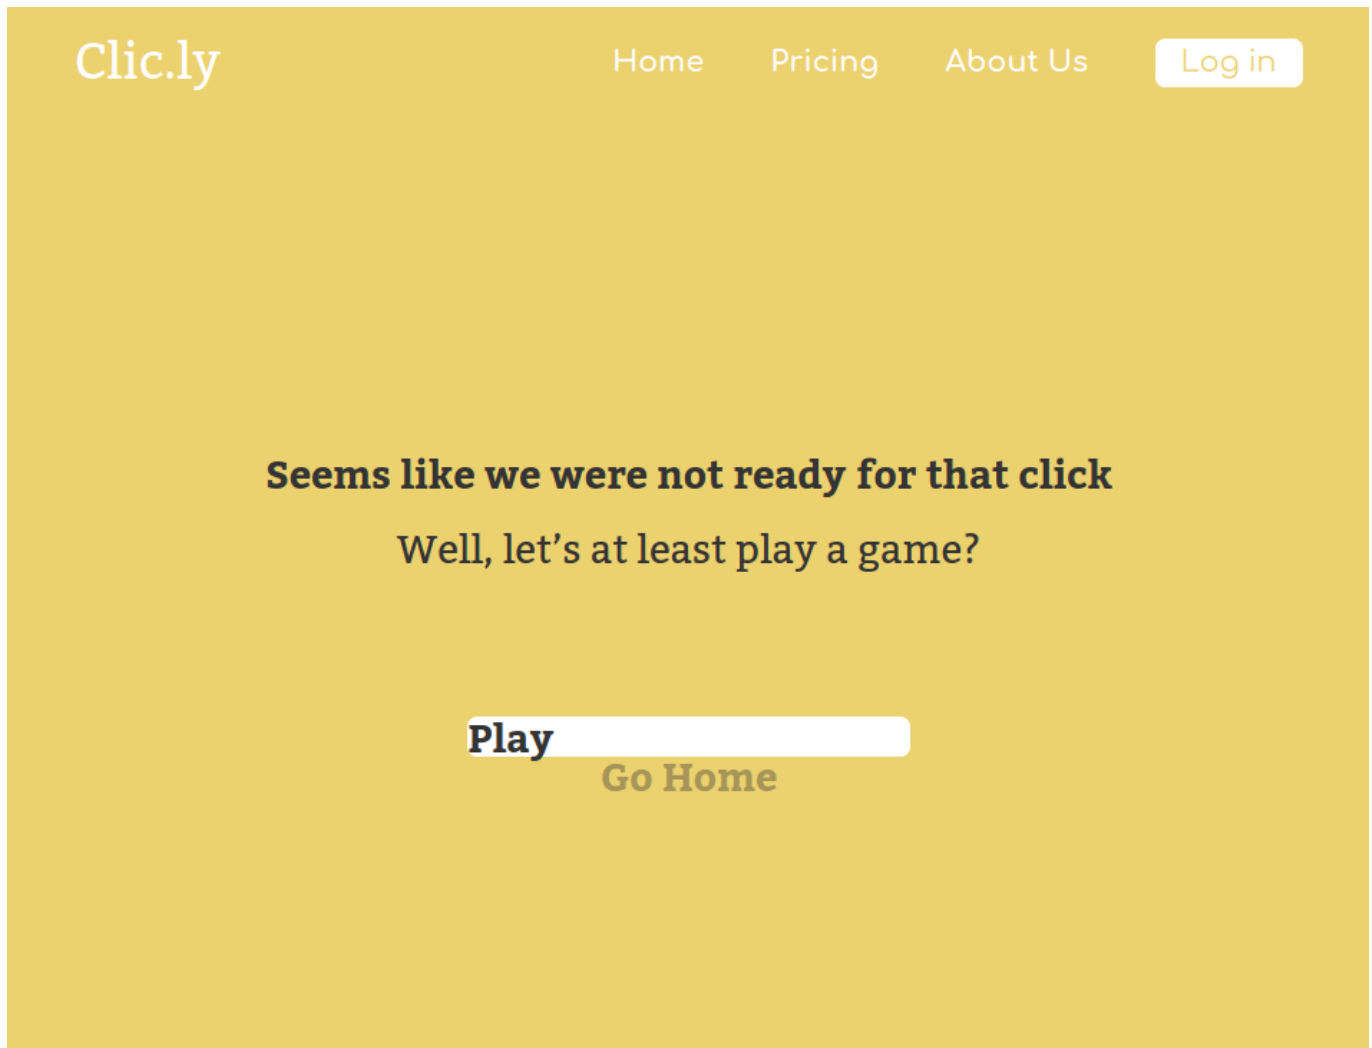 Clic.ly Home Pricing About Us Log in
Seems like we were not ready for that click
Well, let’s at least play a game?
Play
Go Home